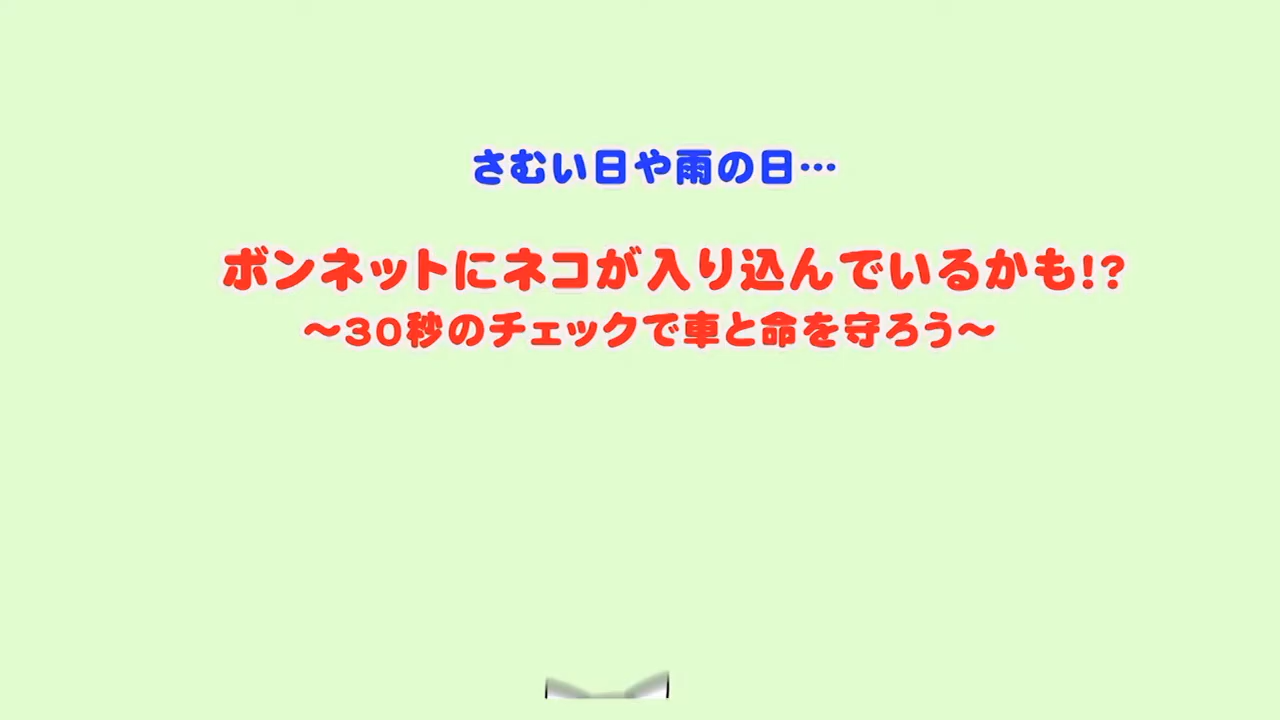 さむい日や雨の日…
ボンネットにネコが入り込んでいるかも!?
～30秒のチェックで車と命を守ろう～